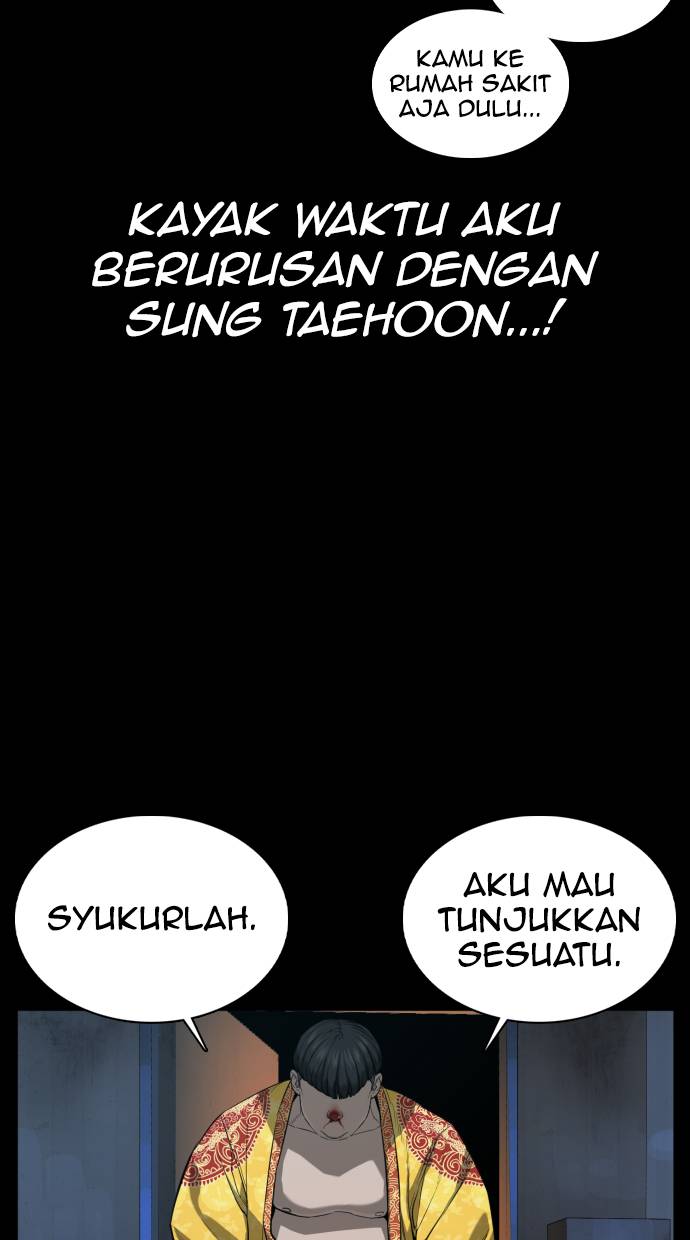 KAMU KE
RUMAH SAKIT
AJA DULU...
KAYAK WAKTU AKU
BERURUSAN DENGAN
SUNG TAEHOON...!
SYUKURLAH.
AKU MAU
TUNJUKKAN
SESUATU.